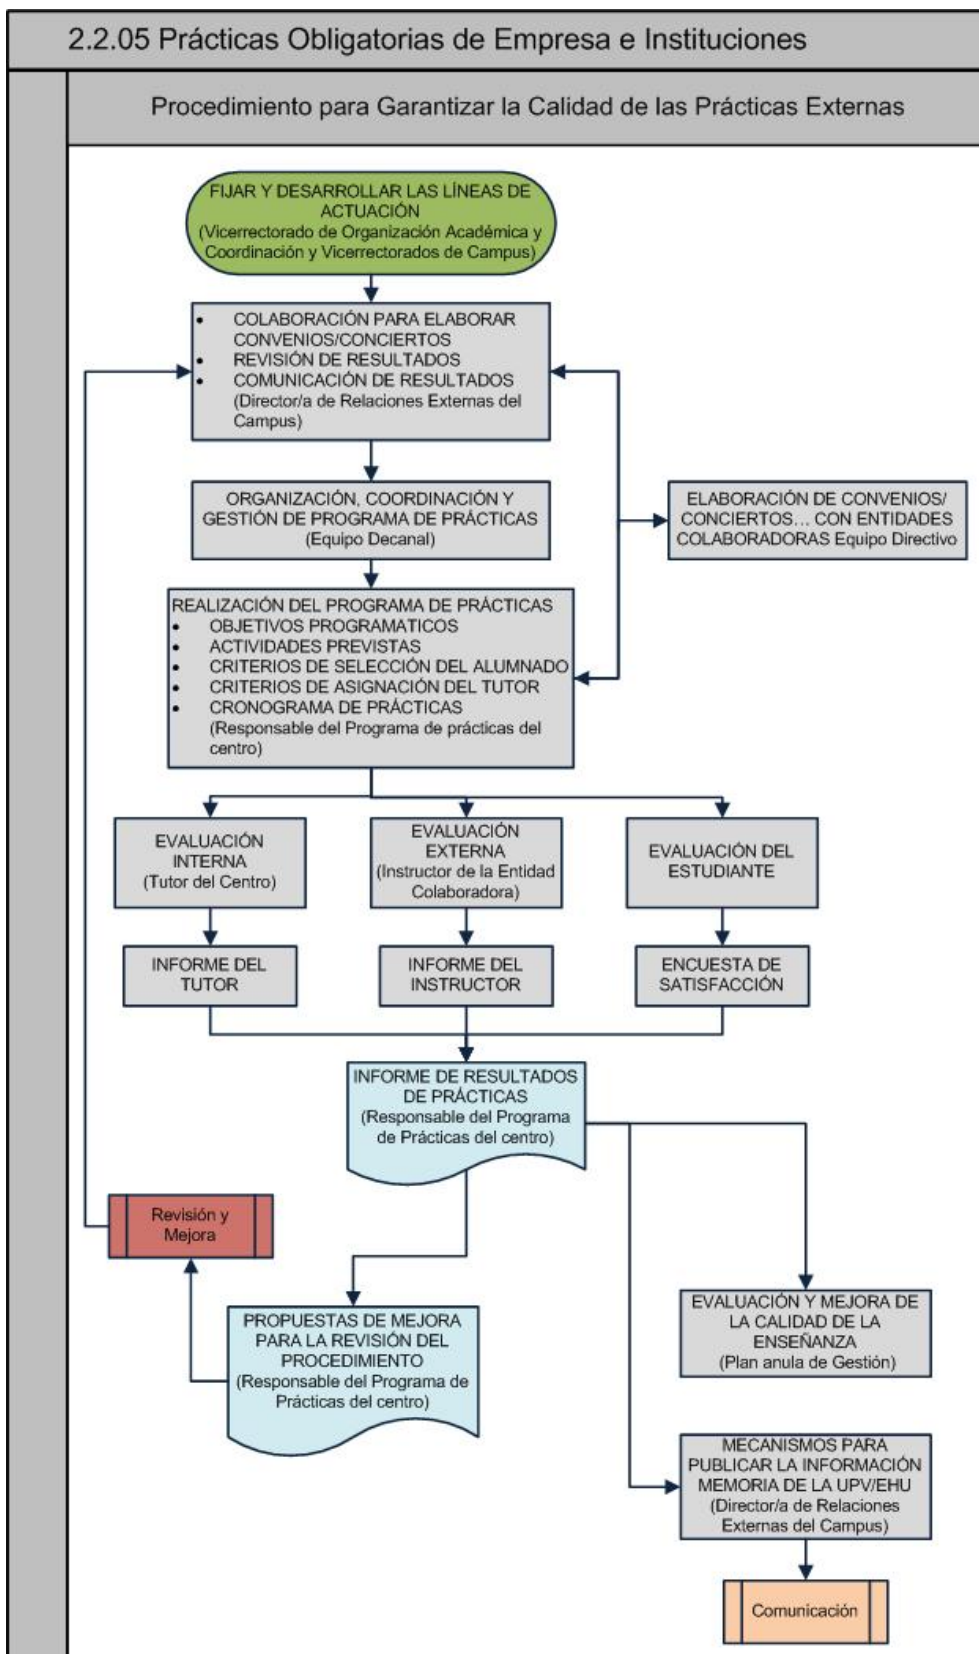 2.2.05 Prácticas Obligatorias de Empresa e Instituciones
Procedimiento para Garantizar la Calidad de las Prácticas Externas
FIJAR Y DESARROLLAR LAS LÍNEAS DE
ACTUACIÓN
(Vicerrectorado de Organización Académica y
Coordinación y Vicerrectorados de Campus)
• COLABORACIÓN PARA ELABORAR
CONVENIOS/CONCIERTOS
• REVISIÓN DE RESULTADOS
• COMUNICACIÓN DE RESULTADOS
(Director/a de Relaciones Externas del
Campus)
ORGANIZACIÓN, COORDINACIÓN Y
GESTIÓN DE PROGRAMA DE PRÁCTICAS
(Equipo Decanal)
ELABORACIÓN DE CONVENIOS/
CONCIERTOS... CON ENTIDADES
COLABORADORAS Equipo Directivo
REALIZACIÓN DEL PROGRAMA DE PRÁCTICAS
• OBJETIVOS PROGRAMATICOS
• ACTIVIDADES PREVISTAS
• CRITERIOS DE SELECCIÓN DEL ALUMNADO
• CRITERIOS DE ASIGNACIÓN DEL TUTOR
• CRONOGRAMA DE PRÁCTICAS
(Responsable del Programa de prácticas del
centro)
EVALUACIÓN
INTERNA
(Tutor del Centro)
EVALUACIÓN
EXTERNA
(Instructor de la Entidad
Colaboradora)
EVALUACIÓN DEL
ESTUDIANTE
INFORME DEL
TUTOR
INFORME DEL
INSTRUCTOR
ENCUESTA DE
SATISFACCIÓN
INFORME DE RESULTADOS
DE PRÁCTICAS
(Responsable del Programa
de Prácticas del centro)
Revisión y
Mejora
PROPUESTAS DE MEJORA
PARA LA REVISIÓN DEL
PROCEDIMIENTO
(Responsable del Programa de
Prácticas del centro)
EVALUACIÓN Y MEJORA DE
LA CALIDAD DE LA
ENSEÑANZA
(Plan anula de Gestión)
MECANISMOS PARA
PUBLICAR LA INFORMACIÓN
MEMORIA DE LA UPV/EHU
(Director/a de Relaciones
Externas del Campus)
Comunicación